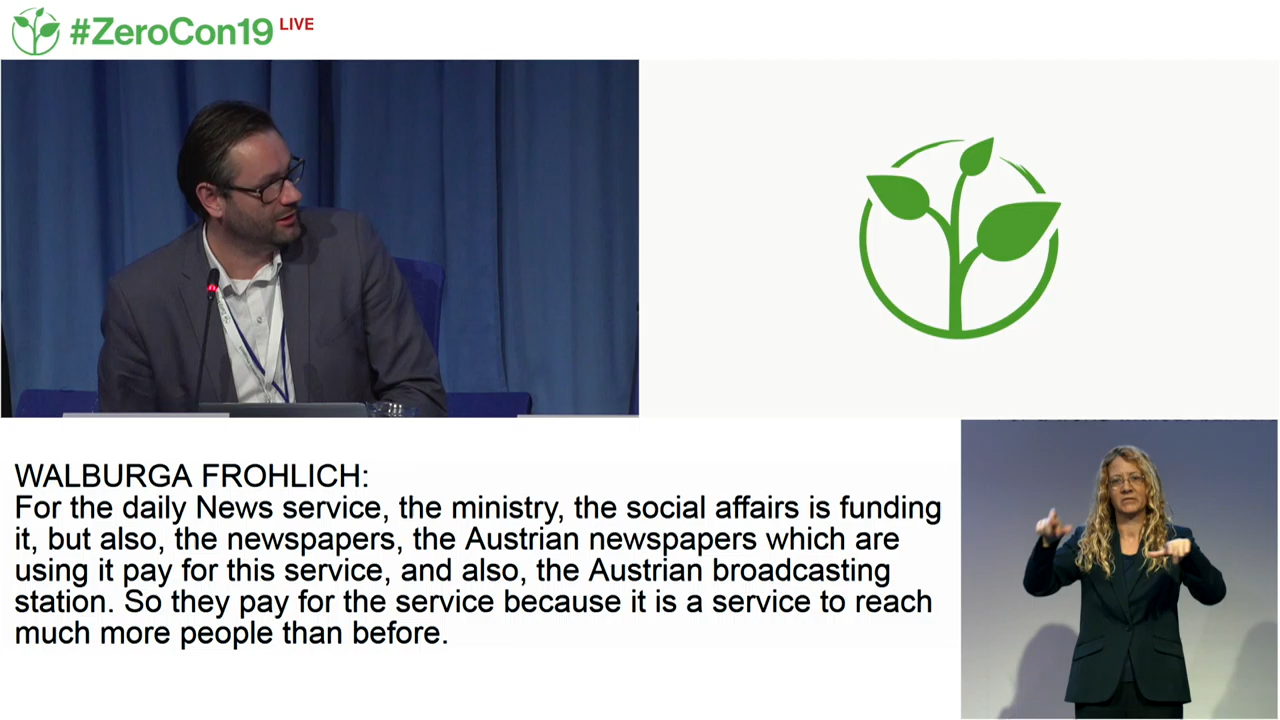 #ZeroCon19 LIVE
WALBURGA FROHLICH:
For the daily News service, the ministry, the social affairs is funding
it, but also, the newspapers, the Austrian newspapers which are
using it pay for this service, and also, the Austrian broadcasting
station. So they pay for the service because it is a service to reach
much more people than before.